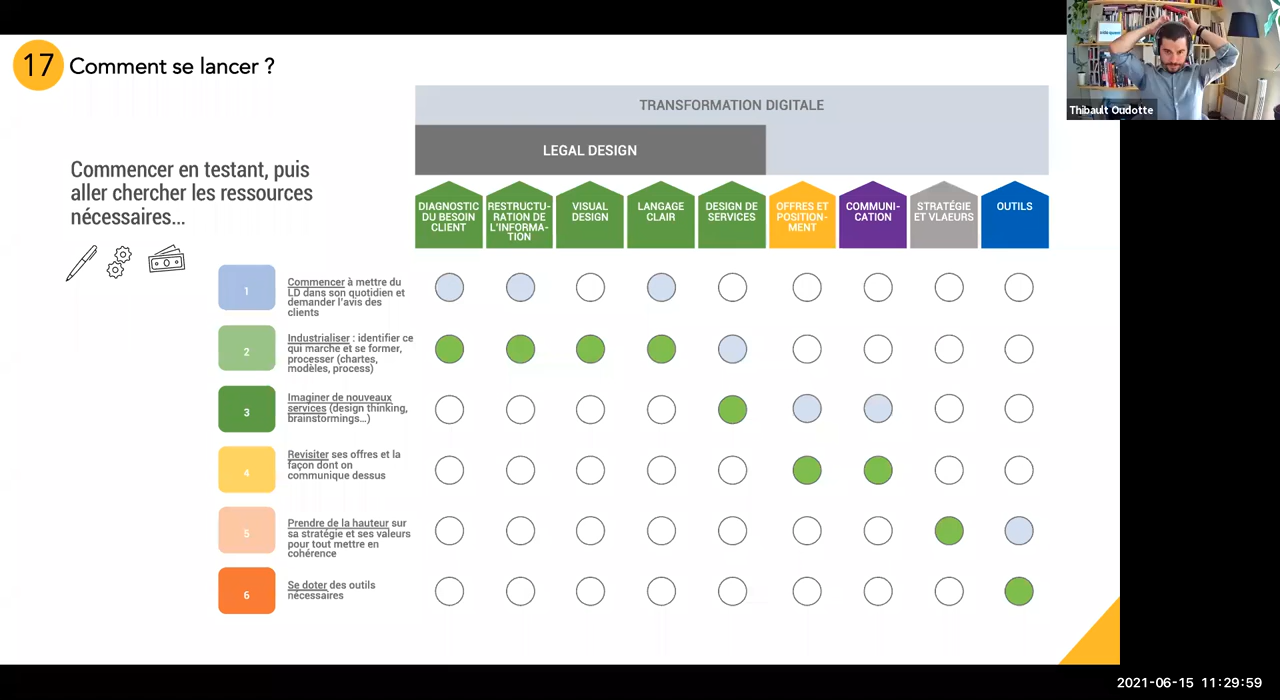 17 Comment se lancer ?
Thibault Oudotte
Commencer en testant, puis
aller chercher les ressources
nécessaires...
TRANSFORMATION DIGITALE
LEGAL DESIGN
DIAGNOSTIC
DU BESOIN
CLIENT
RESTRUCTU-
RATION DE
L'INFORMA-
TION
VISUAL
DESIGN
LANGAGE
CLAIR
DESIGN DE
SERVICES
OFFRES ET
POSITION-
MENT
COMMUNI-
CATION
STRATÉGIE
ET VLAEURS
OUTILS
1
Commencer à mettre du
LD dans son quotidien et
demander l'avis des
clients
2
Industrialiser : identifier ce
qui marche et se former,
processer (chartes,
modèles, process)
3
Imaginer de nouveaux
services (design thinking,
brainstormings...)
4
Revisiter ses offres et la
façon dont on
communique dessus
5
Prendre de la hauteur sur
sa stratégie et ses valeurs
pour tout mettre en
cohérence
6
Se doter des outils
nécessaires
2021-06-15 11:29:59